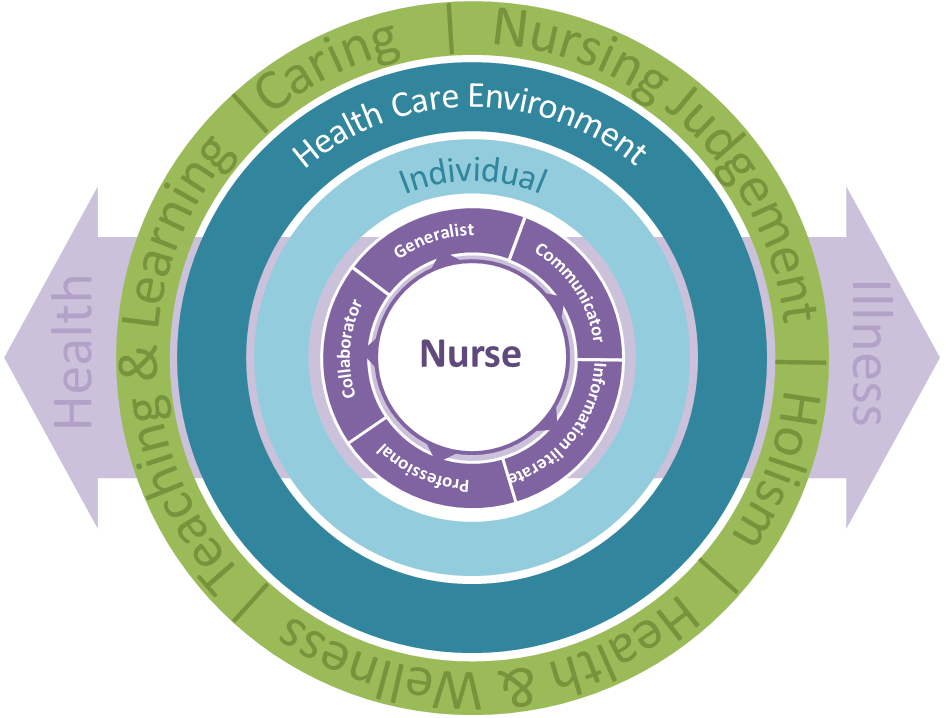 Caring | Nursing Judgement | Holism | Health & Wellness | Teaching & Learning |
Health Care Environment
Individual
Generalist
Communicator
Information literate
Professional
Collaborator
Nurse
Health
Illness